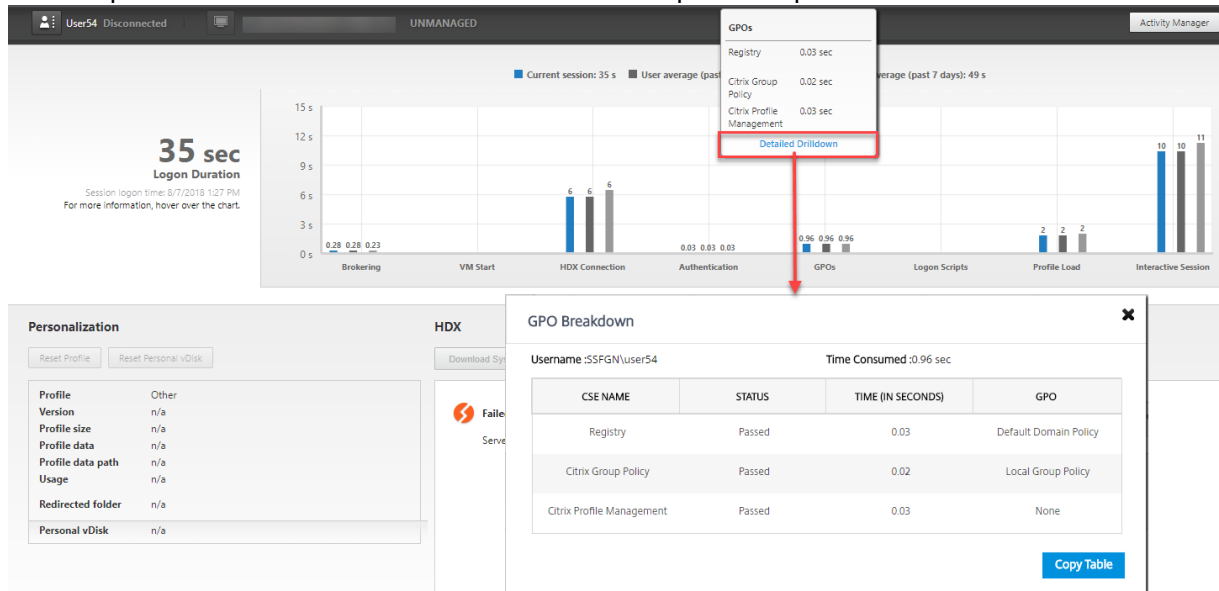 User54 Disconnected
UNMANAGED
Activity Manager
GPOs
Registry 0.03 sec
Citrix Group 0.02 sec
Policy
Citrix Profile 0.03 sec
Management
Detailed Drilldown
Current session: 35 s User average (past
verage (past 7 days): 49 s
35 sec
Logon Duration
Session logon time: 8/7/2018 1:27 PM
For more information, hover over the chart.
15 s
12 s
9 s
6 s
3 s
0 s
0.28 0.28 0.23
6 6 6
0.03 0.03 0.03
0.96 0.96 0.96
2 2 2
10 10 11
Brokering VM Start HDX Connection Authentication GPOs Logon Scripts Profile Load Interactive Session
Personalization
Reset Profile Reset Personal vDisk
Profile Other
Version n/a
Profile size n/a
Profile data n/a
Profile data path n/a
Usage n/a
Redirected folder n/a
Personal vDisk n/a
HDX
Download Sys
Faile
Serve
GPO Breakdown
Username :SSFGN\user54 Time Consumed :0.96 sec
CSE NAME STATUS TIME (IN SECONDS) GPO
Registry Passed 0.03 Default Domain Policy
Citrix Group Policy Passed 0.02 Local Group Policy
Citrix Profile Management Passed 0.03 None
Copy Table